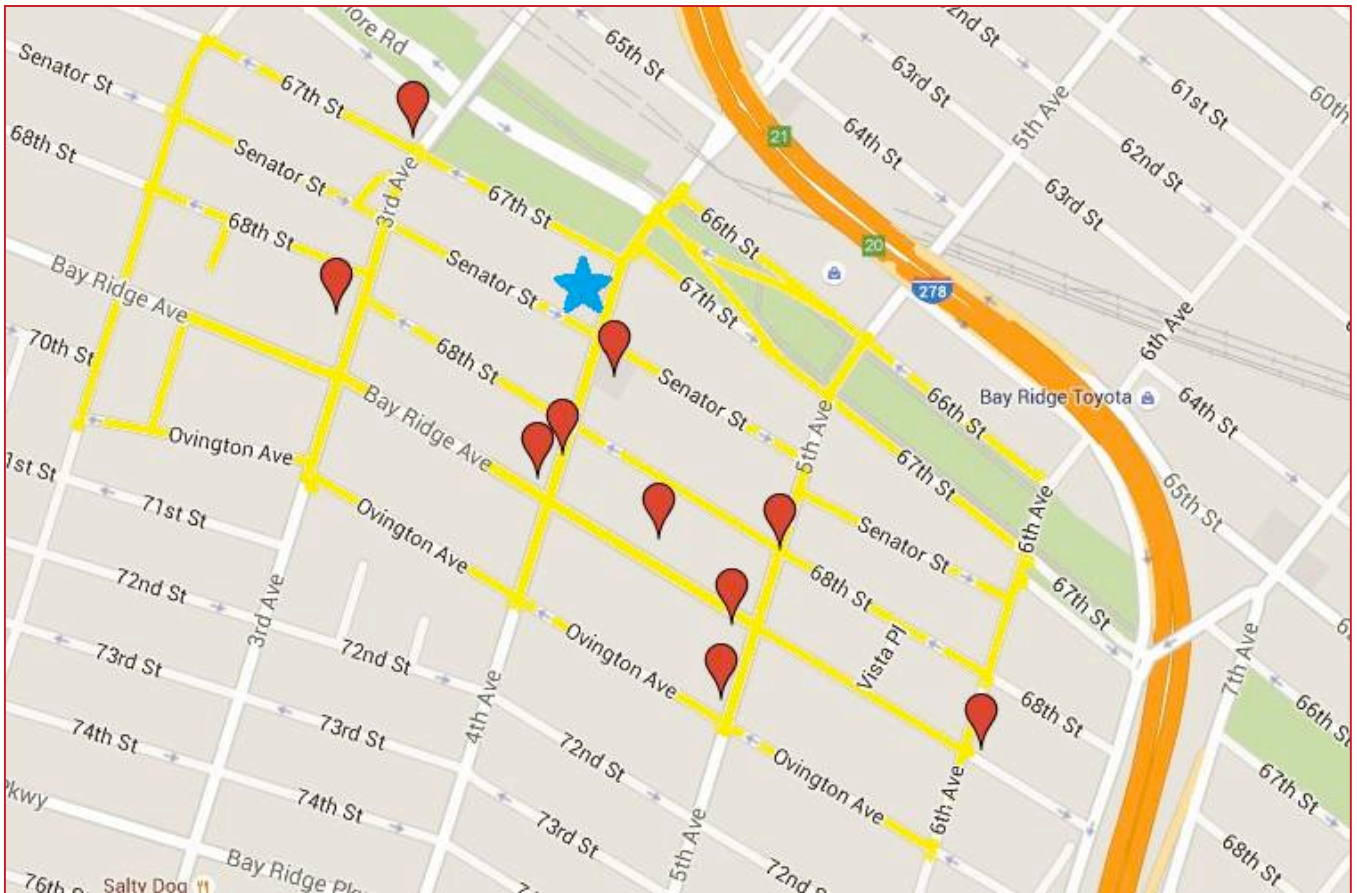 ore Rd
65th St
2nd St
63rd St
5th Ave
61st St
60th
Senator St
67th St
21
64th St
62nd St
68th St
Senator St
3rd Ave
67th St
66th St
63rd St
68th St
20
278
Bay Ridge Ave
Senator St
67th St
6th Ave
70th St
68th St
Senator St
66th St
Bay Ridge Toyota
64th St
Bay Ridge Ave
5th Ave
Ovington Ave
67th St
65th St
1st St
71st St
Ovington Ave
Senator St
6th Ave
72nd St
68th St
67th St
3rd Ave
Ovington Ave
Vista Pl
7th Ave
73rd St
72nd St
4th Ave
68th St
66th St
74th St
73rd St
72nd St
Ovington Ave
6th Ave
67th St
Pkwy
74th St
73rd St
5th Ave
68th St
Bay Ridge Pk
72nd
76th
Salty Dog